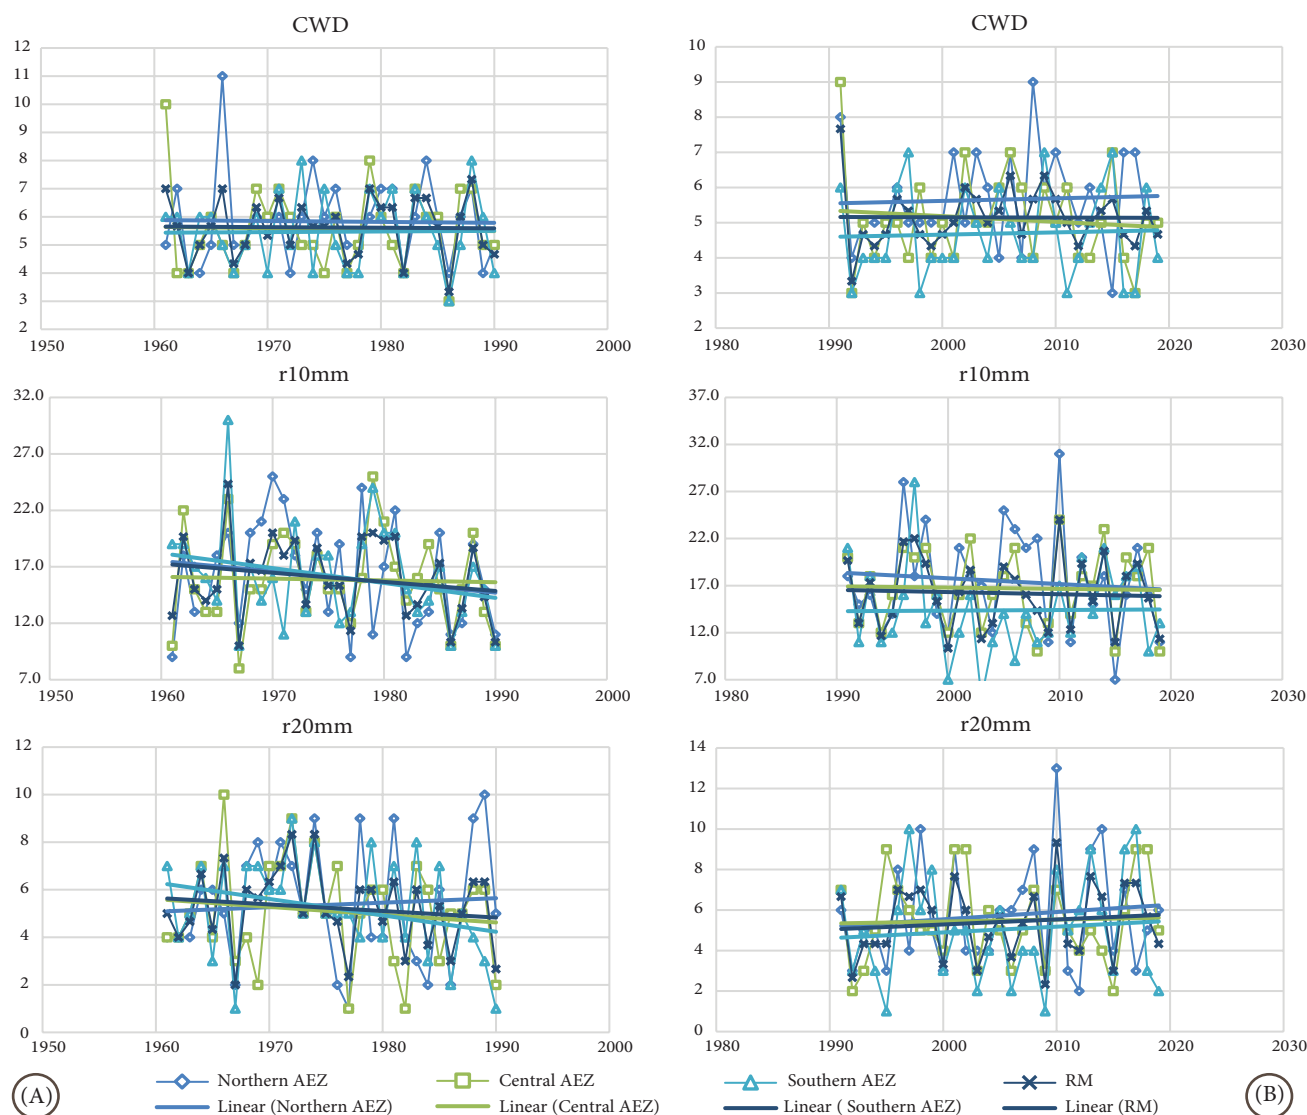 CWD
12
11
10
9
8
7
6
5
4
3
2
1950 1960 1970 1980 1990 2000
CWD
10
9
8
7
6
5
4
3
2
1980 1990 2000 2010 2020 2030
r10mm
32.0
27.0
22.0
17.0
12.0
7.0
1950 1960 1970 1980 1990 2000
r10mm
37.0
32.0
27.0
22.0
17.0
12.0
7.0
1980 1990 2000 2010 2020 2030
r20mm
12
10
8
6
4
2
0
1950 1960 1970 1980 1990 2000
r20mm
14
12
10
8
6
4
2
0
1980 1990 2000 2010 2020 2030
(A)
Northern AEZ Central AEZ
Linear (Northern AEZ) Linear (Central AEZ)
Southern AEZ RM
Linear ( Southern AEZ) Linear (RM)
(B)